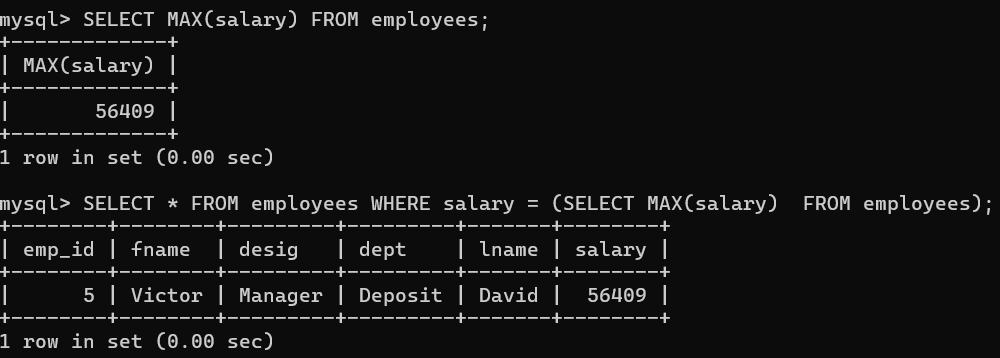 mysql> SELECT MAX(salary) FROM employees;
+-------------+
| MAX(salary) |
+-------------+
|       56409 |
+-------------+
1 row in set (0.00 sec)

mysql> SELECT * FROM employees WHERE salary = (SELECT MAX(salary)  FROM employees);
+--------+--------+---------+---------+-------+--------+
| emp_id | fname  | desig   | dept    | lname | salary |
+--------+--------+---------+---------+-------+--------+
|      5 | Victor | Manager | Deposit | David |  56409 |
+--------+--------+---------+---------+-------+--------+
1 row in set (0.00 sec)